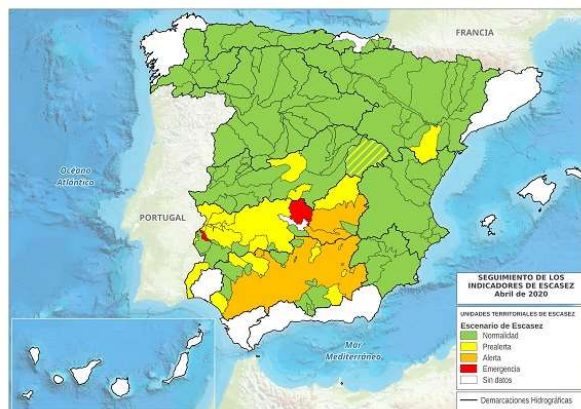 FRANCIA
Océano
Atlántico
PORTUGAL
Mar
Mediterráneo
SEGUIMIENTO DE LOS
INDICADORES DE ESCASEZ
Abril de 2020
UNIDADES TERRITORIALES DE ESCASEZ
Escenario de Escasez
Normalidad
Prealerta
Alerta
Emergencia
Sin datos
Demarcaciones Hidrográficas